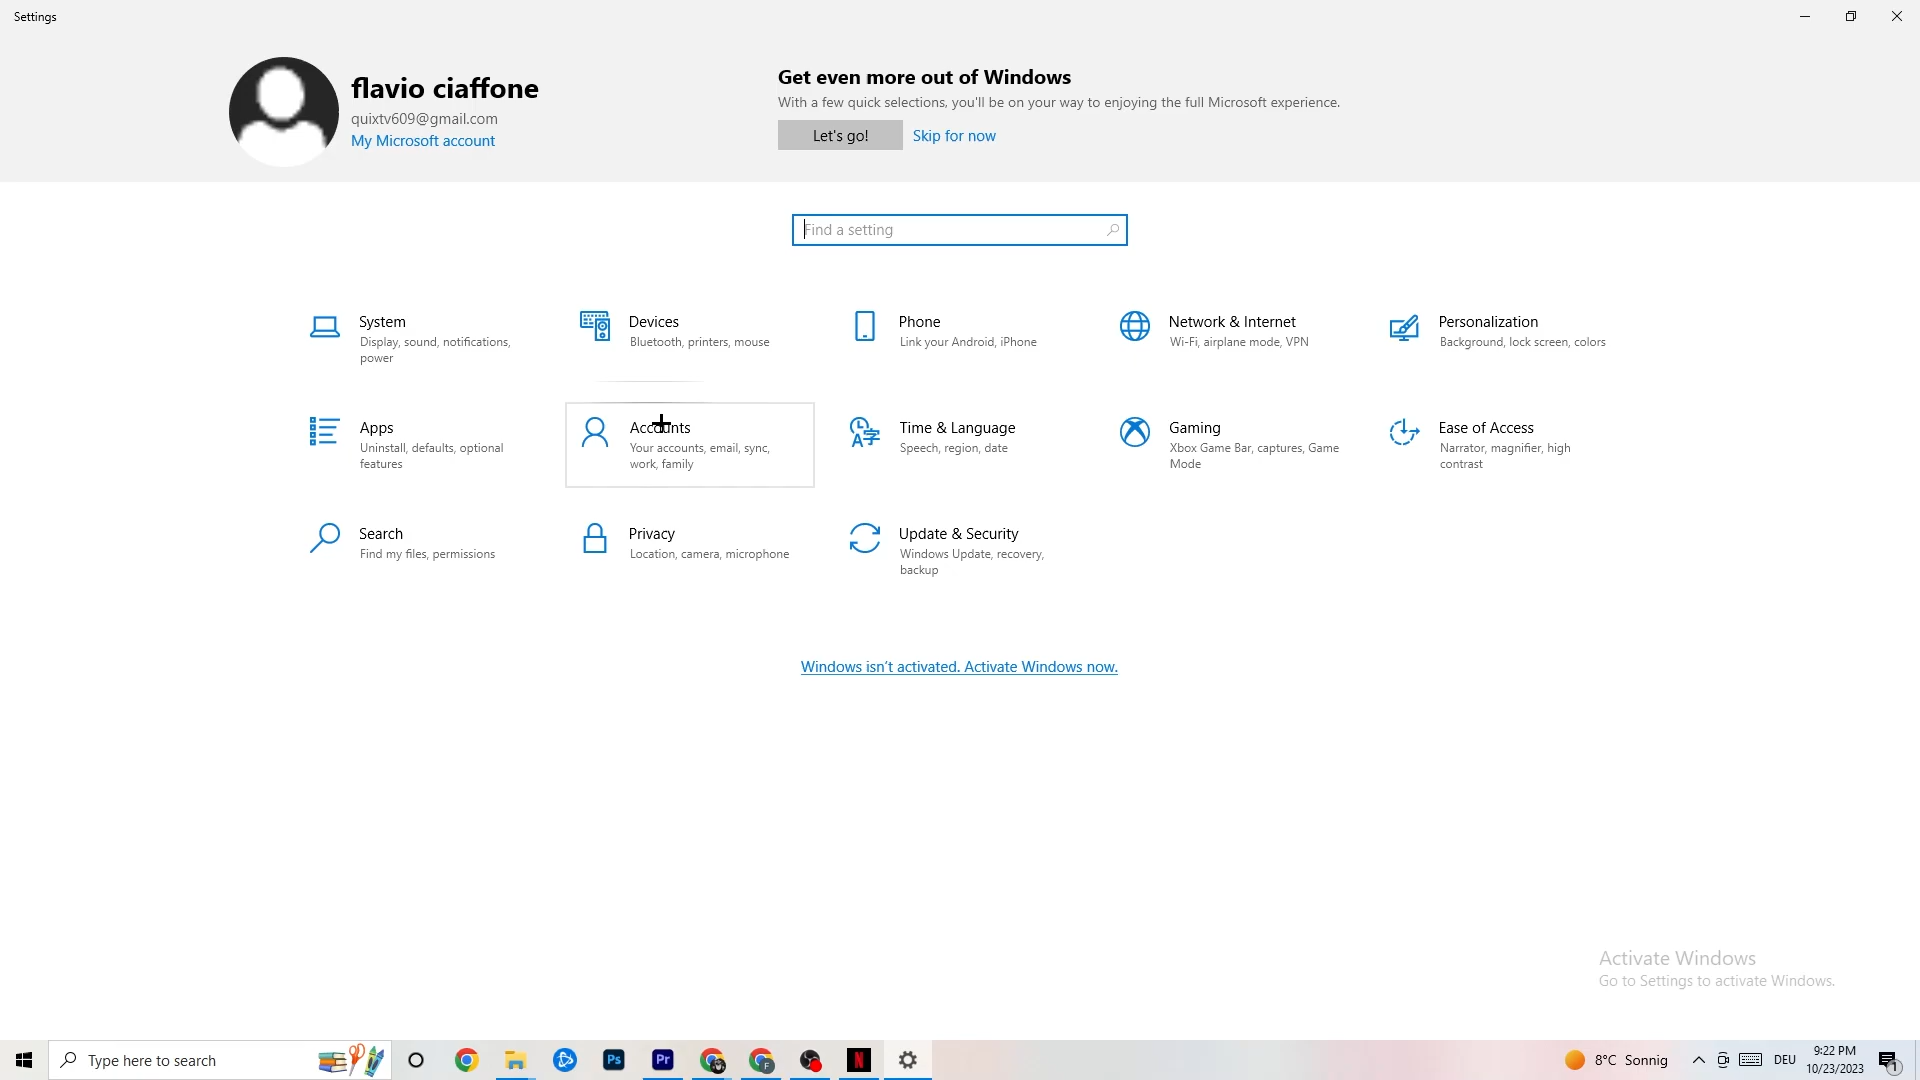 Settings
flavio ciaffone
quixtv609@gmail.com
My Microsoft account
Get even more out of Windows
With a few quick selections, you'll be on your way to enjoying the full Microsoft experience.
Let's go!
Skip for now
Find a setting
System
Display, sound, notifications,
power
Devices
Bluetooth, printers, mouse
Phone
Link your Android, iPhone
Network & Internet
Wi-Fi, airplane mode, VPN
Personalization
Background, lock screen, colors
Apps
Uninstall, defaults, optional
features
Accounts
Your accounts, email, sync,
work, family
Time & Language
Speech, region, date
Gaming
Xbox Game Bar, captures, Game
Mode
Ease of Access
Narrator, magnifier, high
contrast
Search
Find my files, permissions
Privacy
Location, camera, microphone
Update & Security
Windows Update, recovery,
backup
Windows isn't activated. Activate Windows now.
Activate Windows
Go to Settings to activate Windows.
Type here to search
Ps
Pr
F
N
8°C Sonnig
DEU
9:22 PM
10/23/2023
1